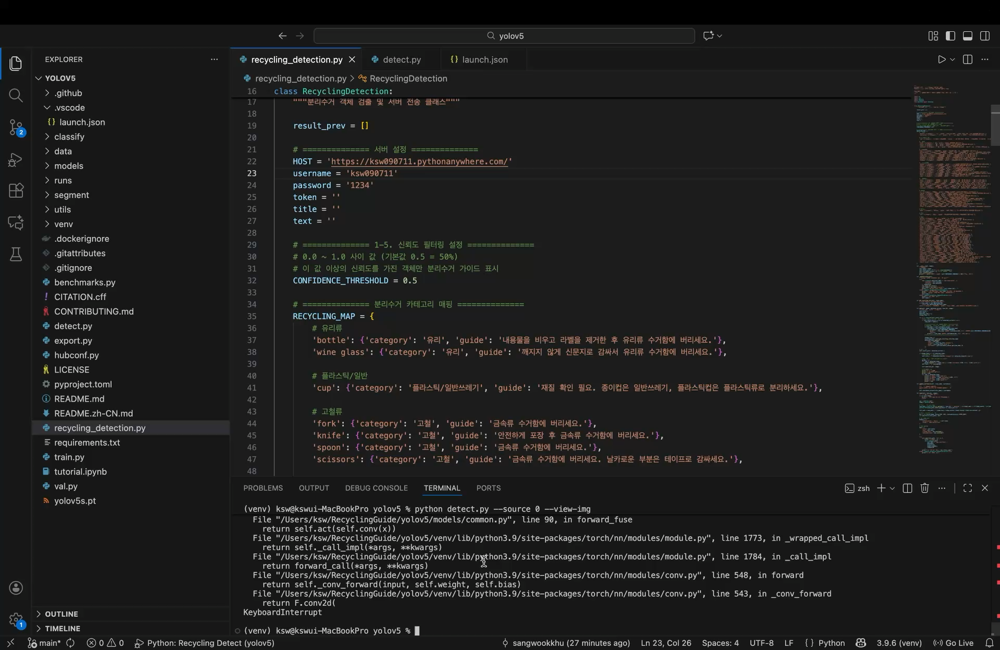 yolov5
EXPLORER
recycling_detection.py
detect.py
launch.json
YOLOV5
recycling_detection.py > RecyclingDetection
.github
.vscode
launch.json
classify
data
models
runs
segment
utils
venv
.dockerignore
.gitattributes
.gitignore
benchmarks.py
CITATION.cff
CONTRIBUTING.md
detect.py
export.py
hubconf.py
LICENSE
pyproject.toml
README.md
README.zh-CN.md
recycling_detection.py
requirements.txt
train.py
tutorial.ipynb
val.py
yolov5s.pt
OUTLINE
TIMELINE
2
1
16 class RecyclingDetection:
17 """분리수거 객체 검출 및 서버 전송 클래스"""
18
19 result_prev = []
20
21 # ============== 서버 설정 ==============
22 HOST = 'https://ksw090711.pythonanywhere.com/'
23 username = 'ksw090711'
24 password = '1234'
25 token = ''
26 title = ''
27 text = ''
28
29 # ============== 1-5. 신뢰도 필터링 설정 ==============
30 # 0.0 ~ 1.0 사이 값 (기본값 0.5 = 50%)
31 # 이 값 이상의 신뢰도를 가진 객체만 분리수거 가이드 표시
32 CONFIDENCE_THRESHOLD = 0.5
33
34 # ============== 분리수거 카테고리 매핑 ==============
35 RECYCLING_MAP = {
36 # 유리류
37 'bottle': {'category': '유리', 'guide': '내용물을 비우고 라벨을 제거한 후 유리류 수거함에 버리세요.'},
38 'wine glass': {'category': '유리', 'guide': '깨지지 않게 신문지로 감싸서 유리류 수거함에 버리세요.'},
39
40 # 플라스틱/일반
41 'cup': {'category': '플라스틱/일반쓰레기', 'guide': '재질 확인 필요. 종이컵은 일반쓰레기, 플라스틱컵은 플라스틱류로 분리하세요.'},
42
43 # 고철류
44 'fork': {'category': '고철', 'guide': '금속류 수거함에 버리세요.'},
45 'knife': {'category': '고철', 'guide': '안전하게 포장 후 금속류 수거함에 버리세요.'},
46 'spoon': {'category': '고철', 'guide': '금속류 수거함에 버리세요.'},
47 'scissors': {'category': '고철', 'guide': '금속류 수거함에 버리세요. 날카로운 부분은 테이프로 감싸세요.'},
48
PROBLEMS OUTPUT DEBUG CONSOLE TERMINAL PORTS
zsh
(venv) ksw@kswui-MacBookPro yolov5 % python detect.py --source 0 --view-img
File "/Users/ksw/RecyclingGuide/yolov5/models/common.py", line 90, in forward_fuse
return self.act(self.conv(x))
File "/Users/ksw/RecyclingGuide/yolov5/venv/lib/python3.9/site-packages/torch/nn/modules/module.py", line 1773, in _wrapped_call_impl
return self._call_impl(*args, **kwargs)
File "/Users/ksw/RecyclingGuide/yolov5/venv/lib/python3.9/site-packages/torch/nn/modules/module.py", line 1784, in _call_impl
return forward_call(*args, **kwargs)
File "/Users/ksw/RecyclingGuide/yolov5/venv/lib/python3.9/site-packages/torch/nn/modules/conv.py", line 548, in forward
return self._conv_forward(input, self.weight, self.bias)
File "/Users/ksw/RecyclingGuide/yolov5/venv/lib/python3.9/site-packages/torch/nn/modules/conv.py", line 543, in _conv_forward
return F.conv2d(
KeyboardInterrupt
(venv) ksw@kswui-MacBookPro yolov5 %
main* 0 0 Python: Recycling Detect (yolov5) sangwookkhu (27 minutes ago) Ln 23, Col 26 Spaces: 4 UTF-8 LF {} Python 3.9.6 (venv) Go Live